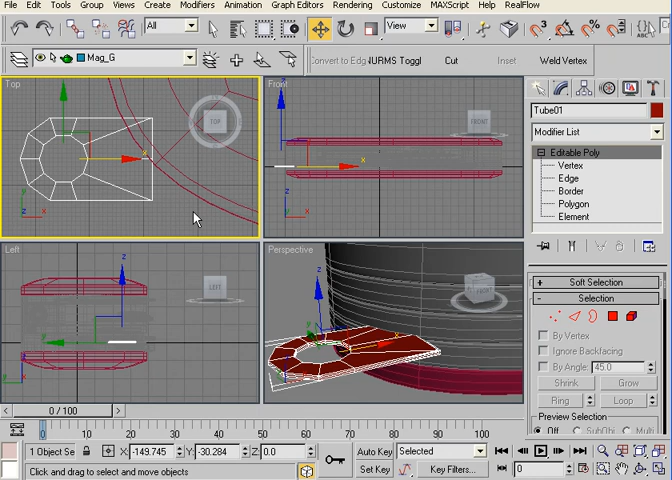 File Edit Tools Group Views Create Modifiers Animation Graph Editors Rendering Customize MAXScript Help RealFlow
All View
Mag_G Convert to Edg NURMS Toggl Cut Inset Weld Vertex
Top Front
TOP FRONT
Tube01
Modifier List
Editable Poly
Vertex
Edge
Border
Polygon
Element
Left Perspective
LEFT FRONT
+ Soft Selection
- Selection
By Vertex
Ignore Backfacing
By Angle: 45.0
Shrink Grow
Ring Loop
Preview Selection
Off SubObj Multi
0 / 100
0 10 20 30 40 50 60 70 80 90 100
1 Object Se X: -149.745 Y: -30.284 Z: 0.0 Auto Key Selected
Click and drag to select and move objects Set Key Key Filters... 0